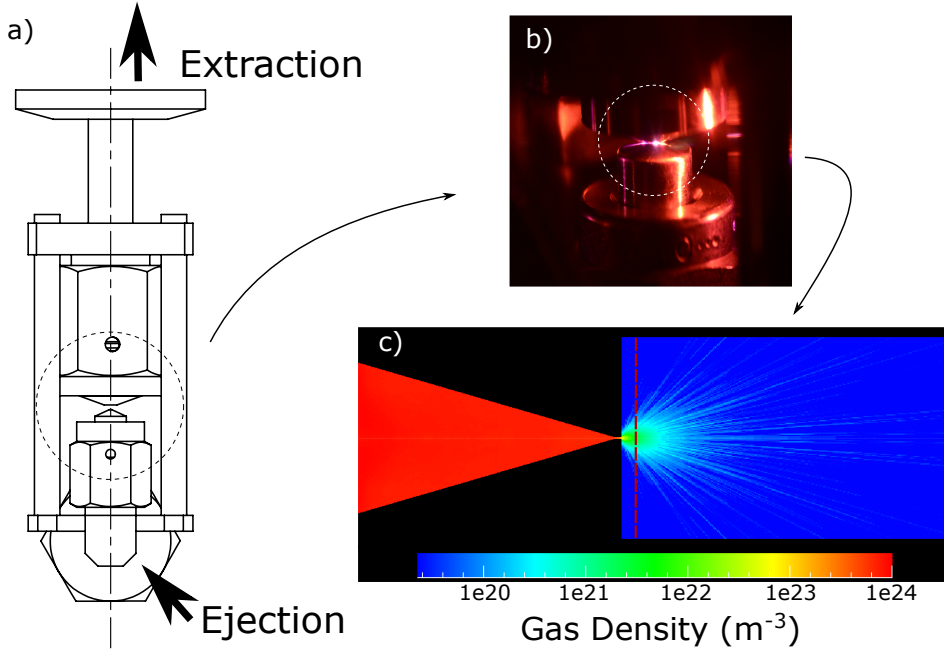 a)
Extraction
b)
c)
1e20 1e21 1e22 1e23 1e24
Gas Density (m⁻³)
Ejection